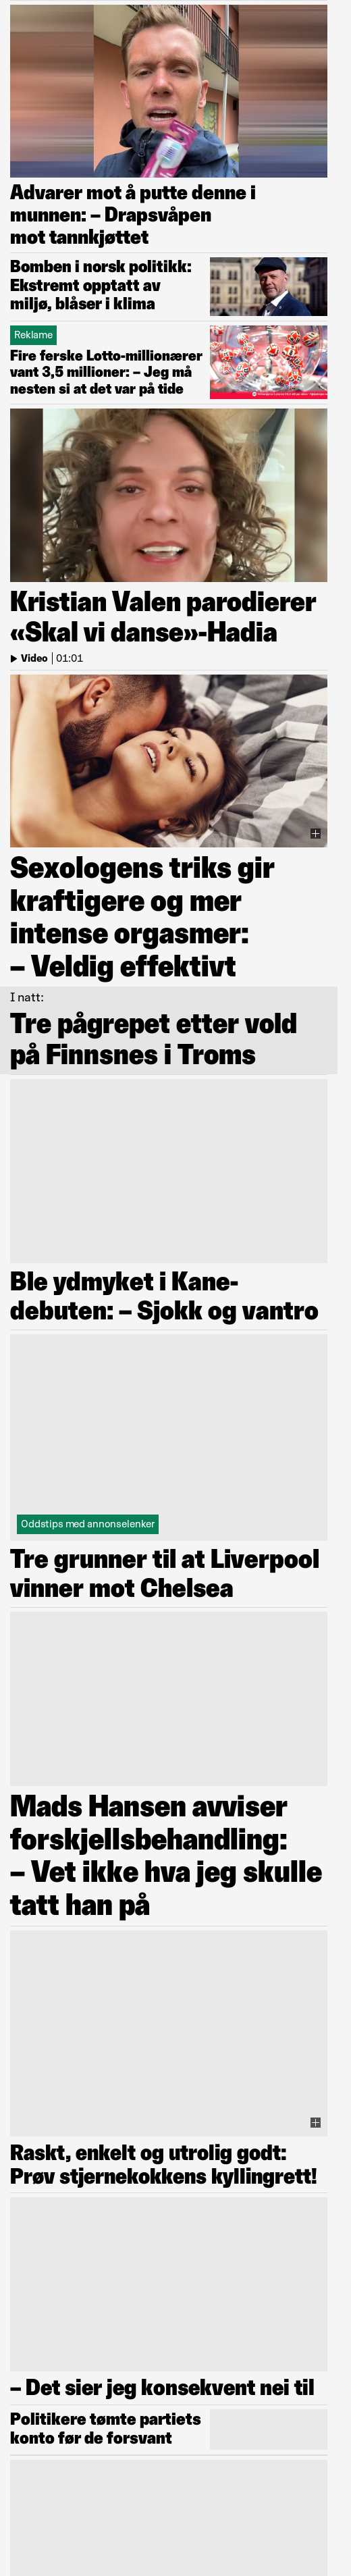 Advarer mot å putte denne i
munnen: – Drapsvåpen
mot tannkjøttet
Bomben i norsk politikk:
Ekstremt opptatt av
miljø, blåser i klima
Reklame
Fire ferske Lotto-millionærer
vant 3,5 millioner: – Jeg må
nesten si at det var på tide
Kristian Valen parodierer
«Skal vi danse»-Hadia
Video | 01:01
Sexologens triks gir
kraftigere og mer
intense orgasmer:
– Veldig effektivt
I natt:
Tre pågrepet etter vold
på Finnsnes i Troms
Ble ydmyket i Kane-
debuten: – Sjokk og vantro
Oddstips med annonselenker
Tre grunner til at Liverpool
vinner mot Chelsea
Mads Hansen avviser
forskjellsbehandling:
– Vet ikke hva jeg skulle
tatt han på
Raskt, enkelt og utrolig godt:
Prøv stjernekokkens kyllingrett!
– Det sier jeg konsekvent nei til
Politikere tømte partiets
konto før de forsvant